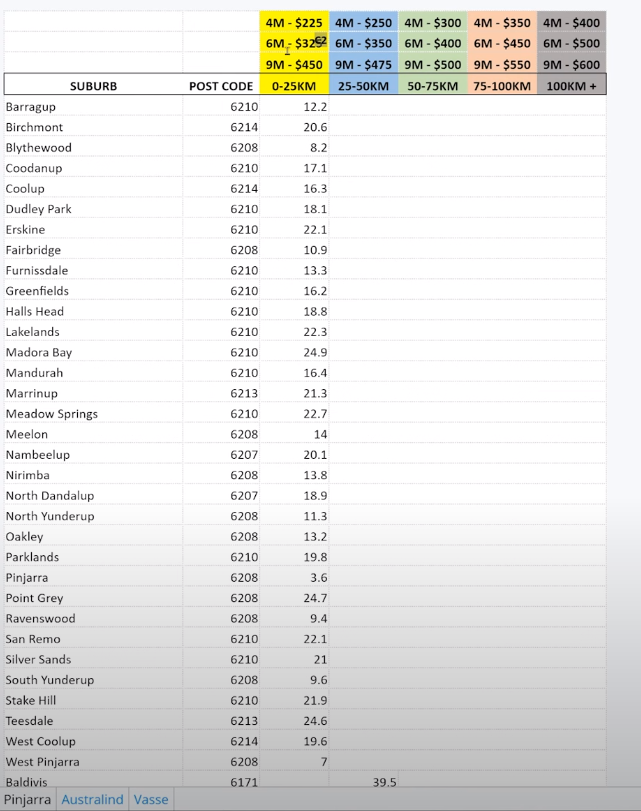 4M - $225 4M - $250 4M - $300 4M - $350 4M - $400
6M - $325 C2 6M - $350 6M - $400 6M - $450 6M - $500
9M - $450 9M - $475 9M - $500 9M - $550 9M - $600
SUBURB POST CODE 0-25KM 25-50KM 50-75KM 75-100KM 100KM +
Barragup 6210 12.2
Birchmont 6214 20.6
Blythewood 6208 8.2
Coodanup 6210 17.1
Coolup 6214 16.3
Dudley Park 6210 18.1
Erskine 6210 22.1
Fairbridge 6208 10.9
Furnissdale 6210 13.3
Greenfields 6210 16.2
Halls Head 6210 18.8
Lakelands 6210 22.3
Madora Bay 6210 24.9
Mandurah 6210 16.4
Marrinup 6213 21.3
Meadow Springs 6210 22.7
Meelon 6208 14
Nambeelup 6207 20.1
Nirimba 6208 13.8
North Dandalup 6207 18.9
North Yunderup 6208 11.3
Oakley 6208 13.2
Parklands 6210 19.8
Pinjarra 6208 3.6
Point Grey 6208 24.7
Ravenswood 6208 9.4
San Remo 6210 22.1
Silver Sands 6210 21
South Yunderup 6208 9.6
Stake Hill 6210 21.9
Teesdale 6213 24.6
West Coolup 6214 19.6
West Pinjarra 6208 7
Baldivis 6171 39.5
Pinjarra Australind Vasse